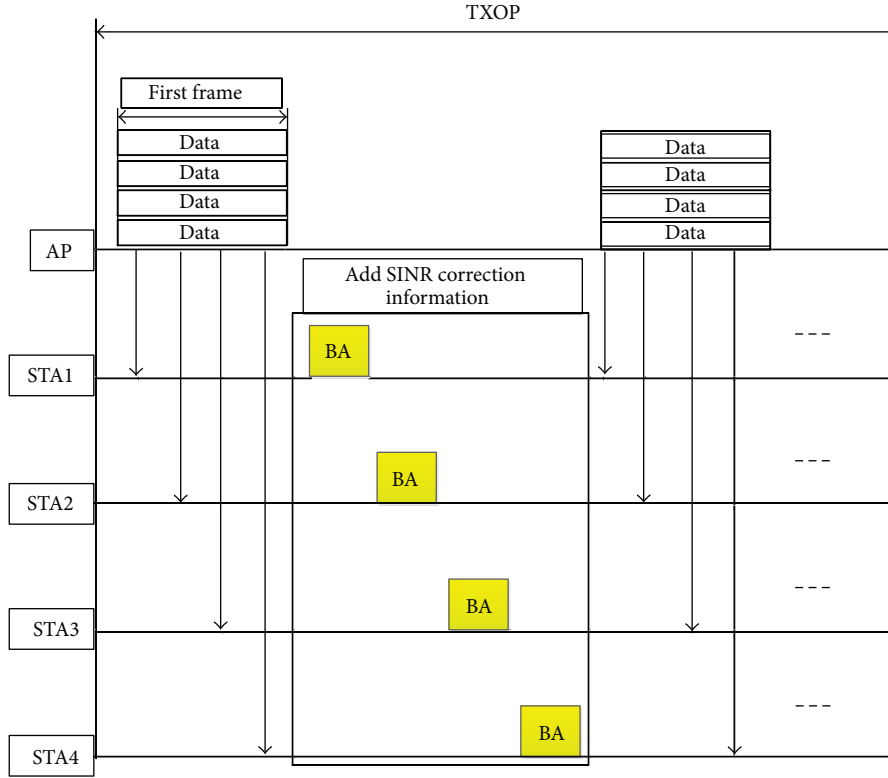 TXOP
First frame
Data
Data
Data
Data
Data
Data
Data
Data
AP
Add SINR correction
information
BA
STA1
BA
STA2
BA
STA3
BA
STA4